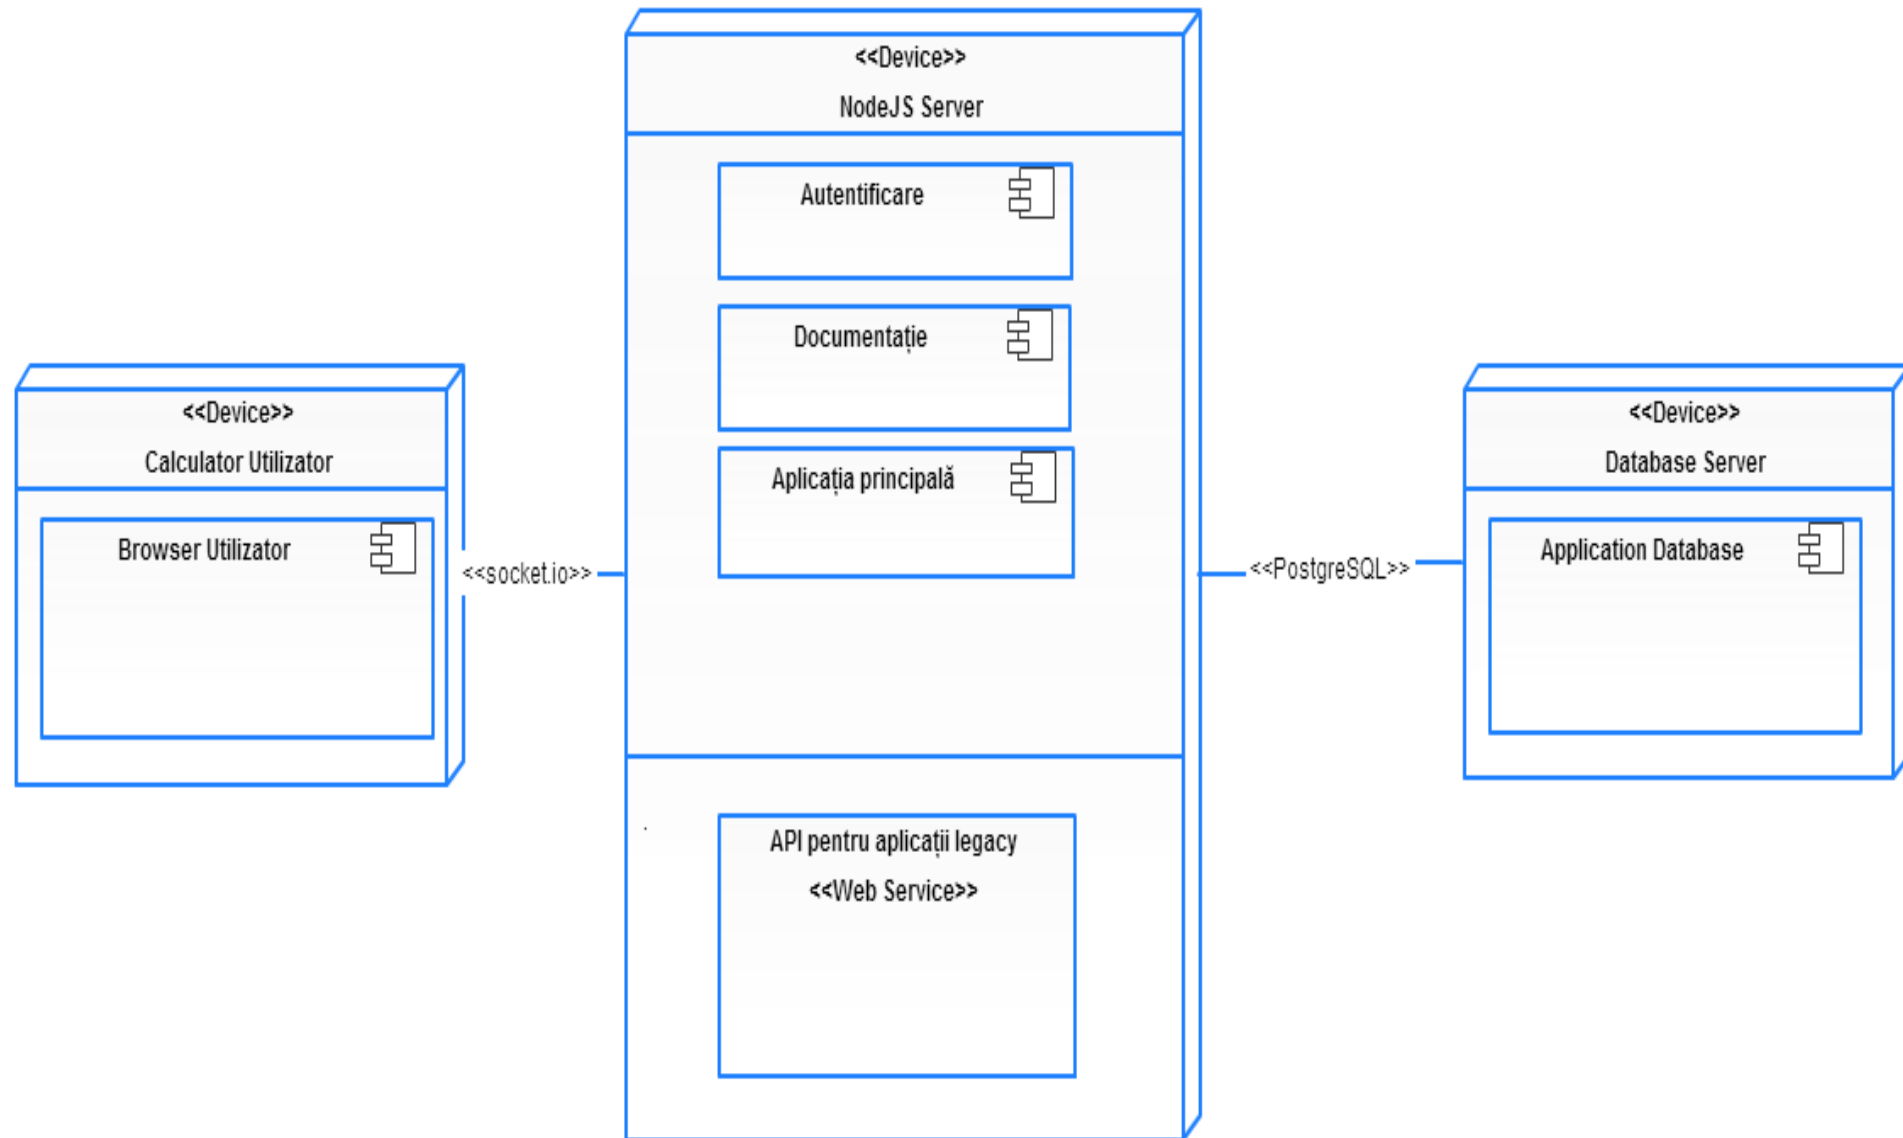 <<Device>>
Calculator Utilizator
Browser Utilizator
<<socket.io>>
<<Device>>
NodeJS Server
Autentificare
Documentație
Aplicația principală
API pentru aplicații legacy
<<Web Service>>
<<PostgreSQL>>
<<Device>>
Database Server
Application Database